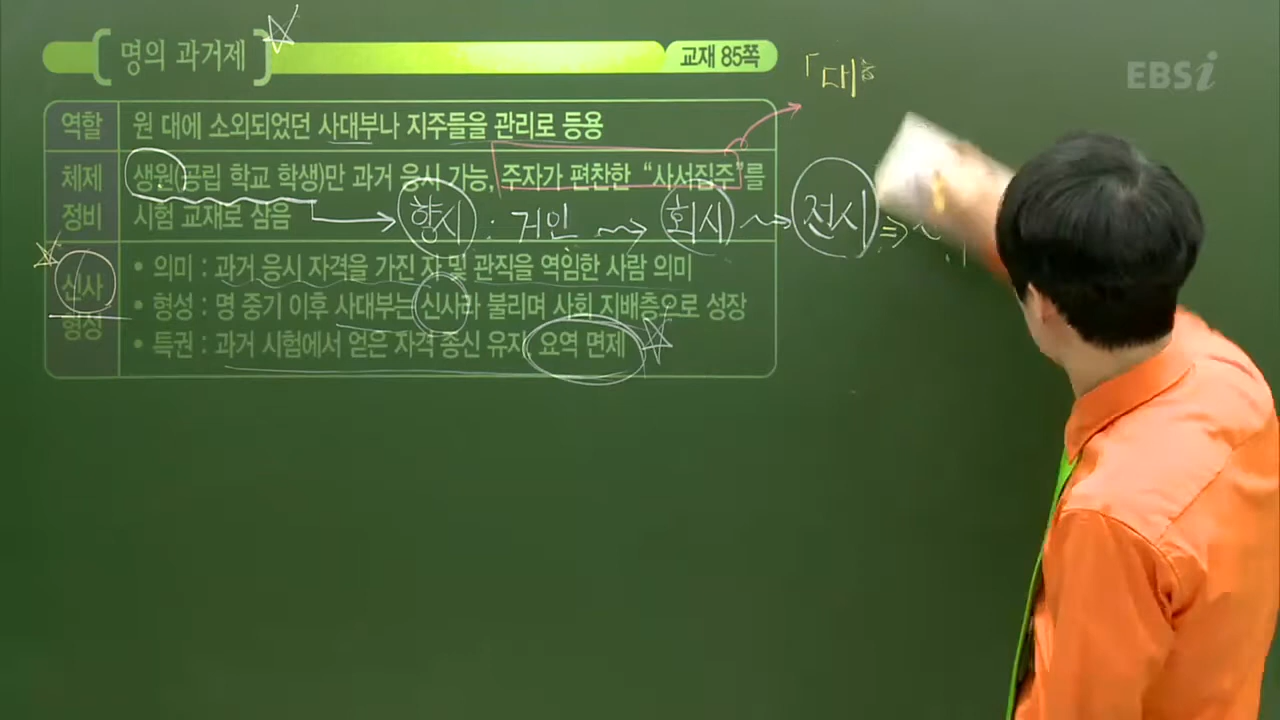 명의 과거제
교재 85쪽
「대
EBSi
역할
원 대에 소외되었던 사대부나 지주들을 관리로 등용
체제
정비
생원(공립 학교 학생)만 과거 응시 가능, 주자가 편찬한 “사서집주”를
시험 교재로 삼음
향시 : 거인 → 회시 → 전시 ⇒
신사
형성
• 의미 : 과거 응시 자격을 가진 자 및 관직을 역임한 사람 의미
• 형성 : 명 중기 이후 사대부는 신사라 불리며 사회 지배층으로 성장
• 특권 : 과거 시험에서 얻은 자격 종신 유지, 요역 면제